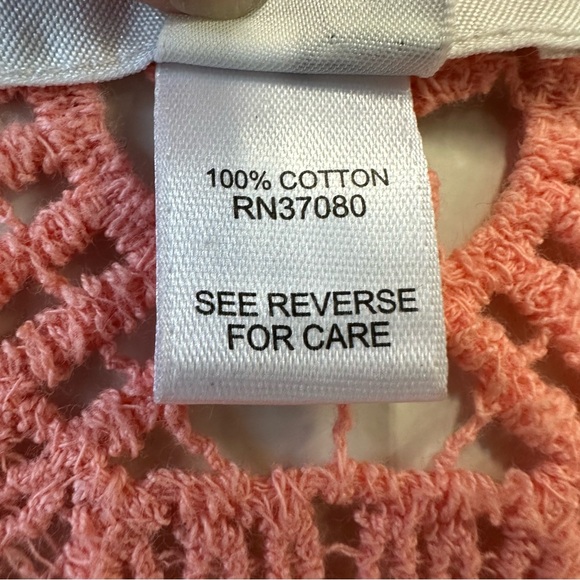 100% COTTON
RN37080
SEE REVERSE
FOR CARE